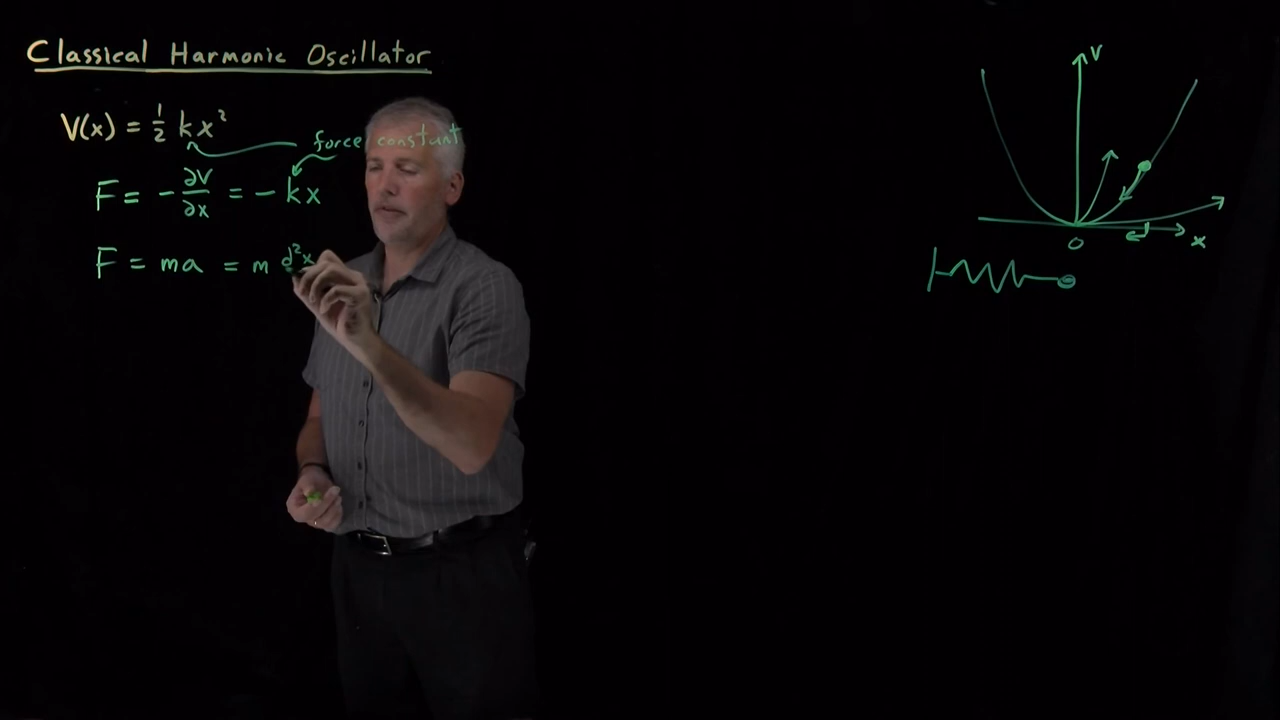 Classical Harmonic Oscillator
V(x) = 1/2 kx²
force constant
F = - ∂V/∂x = - kx
F = ma = m d²x
V
x
0